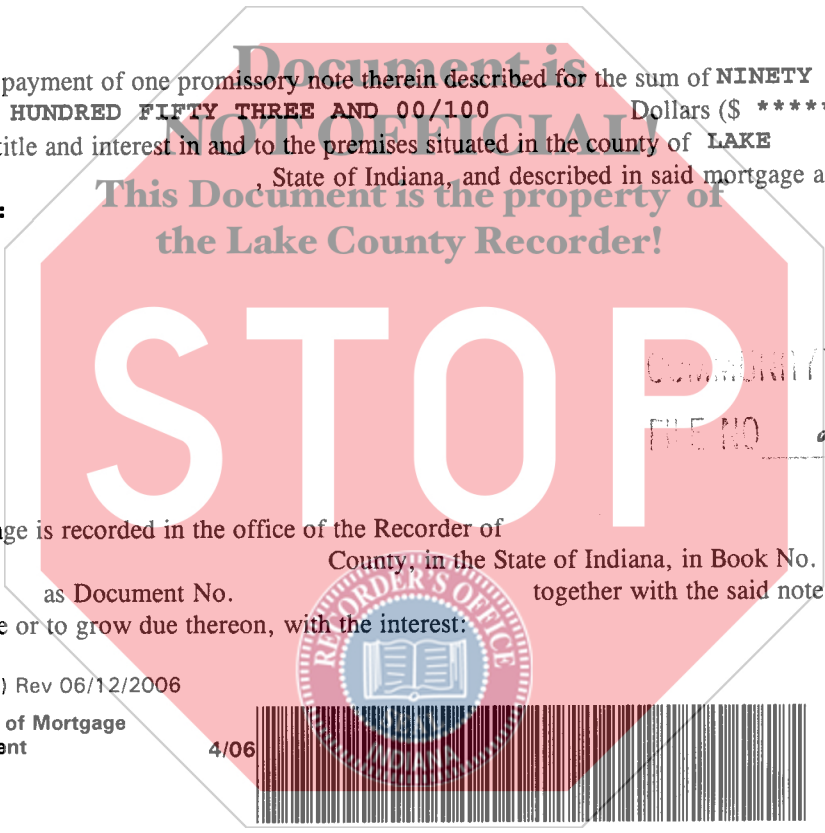 Document is
payment of one promissory note therein described for the sum of NINETY
HUNDRED FIFTY THREE AND 00/100 Dollars ($ *****
NOT OFFICIAL!
title and interest in and to the premises situated in the county of LAKE
, State of Indiana, and described in said mortgage a
This Document is the property of
:
the Lake County Recorder!
STOP
COMMUNITY
FILE NO
ge is recorded in the office of the Recorder of
County, in the State of Indiana, in Book No.
as Document No. together with the said note
e or to grow due thereon, with the interest:
RECORDER'S OFFICE
) Rev 06/12/2006
of Mortgage
ent 4/06
INDIANA